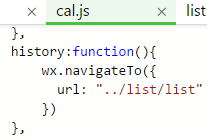 cal.js list
},
history:function(){
wx.navigateTo({
url: "../list/list"
})
},